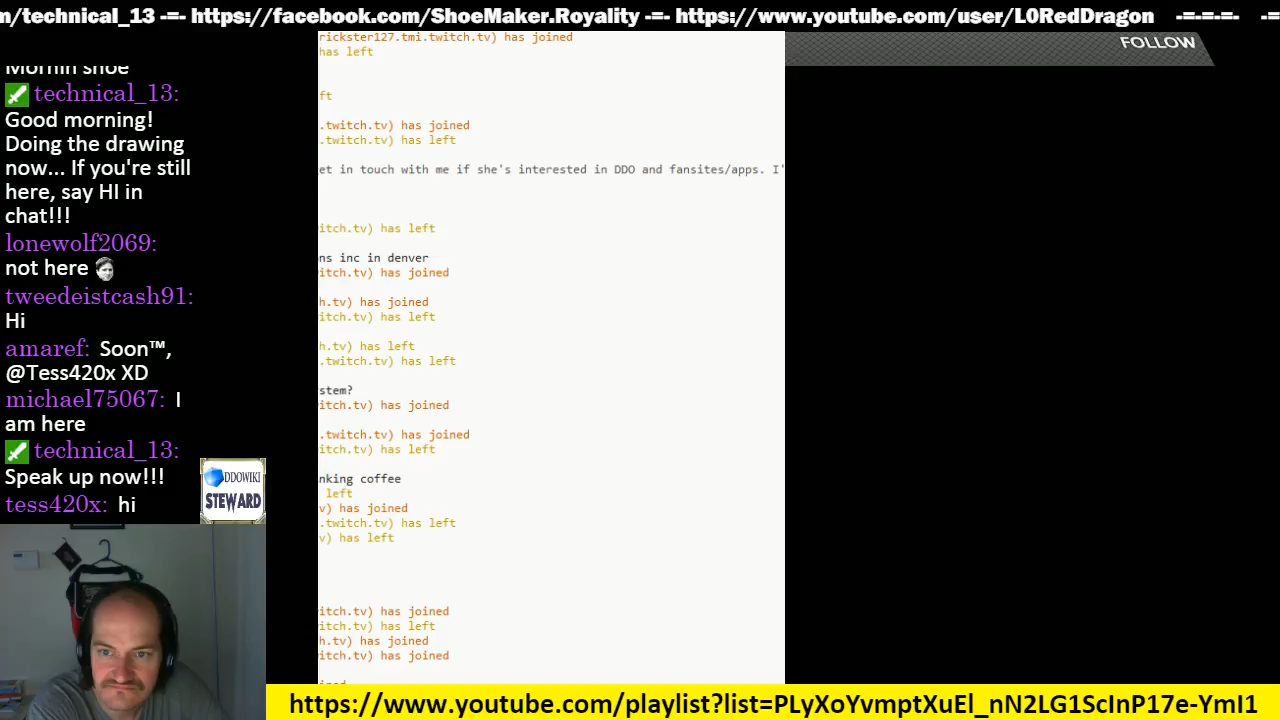 m/technical_13 -=- https://facebook.com/ShoeMaker.Royality -=- https://www.youtube.com/user/L0RedDragon -=-=-=-
FOLLOW
Mornin shoe
technical_13:
Good morning!
Doing the drawing
now... If you're still
here, say HI in
chat!!!
lonewolf2069:
not here
tweedeistcash91:
Hi
amaref: Soon™,
@Tess420x XD
michael75067: I
am here
technical_13:
Speak up now!!!
tess420x: hi
DDOWIKI
STEWARD
rickster127.tmi.twitch.tv) has joined
has left
ft
.twitch.tv) has joined
.twitch.tv) has left
et in touch with me if she's interested in DDO and fansites/apps. I'
itch.tv) has left
ns inc in denver
itch.tv) has joined
h.tv) has joined
itch.tv) has left
h.tv) has left
.twitch.tv) has left
stem?
itch.tv) has joined
.twitch.tv) has joined
itch.tv) has left
nking coffee
left
v) has joined
.twitch.tv) has left
v) has left
itch.tv) has joined
itch.tv) has left
h.tv) has joined
itch.tv) has joined
https://www.youtube.com/playlist?list=PLyXoYvmptXuEl_nN2LG1ScInP17e-YmI1